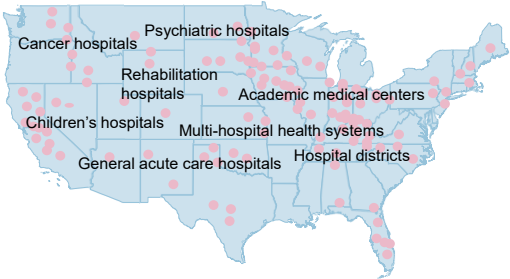 Psychiatric hospitals
Cancer hospitals
Rehabilitation
hospitals
Academic medical centers
Children’s hospitals
Multi-hospital health systems
General acute care hospitals
Hospital districts